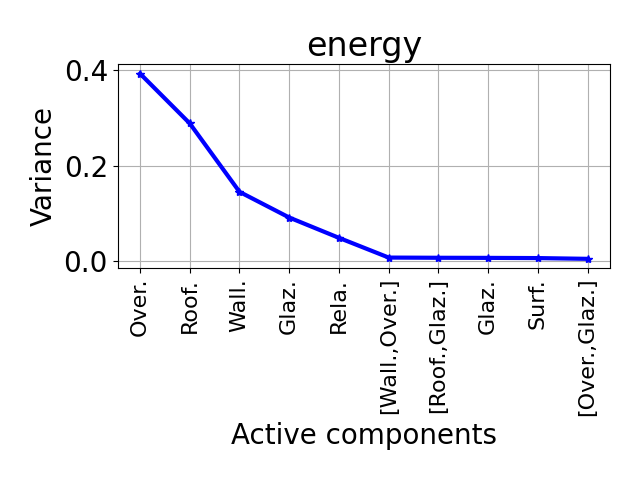 energy
Variance
0.4
0.2
0.0
Over.
Roof.
Wall.
Glaz.
Rela.
[Wall.,Over.]
[Roof.,Glaz.]
Glaz.
Surf.
[Over.,Glaz.]
Active components